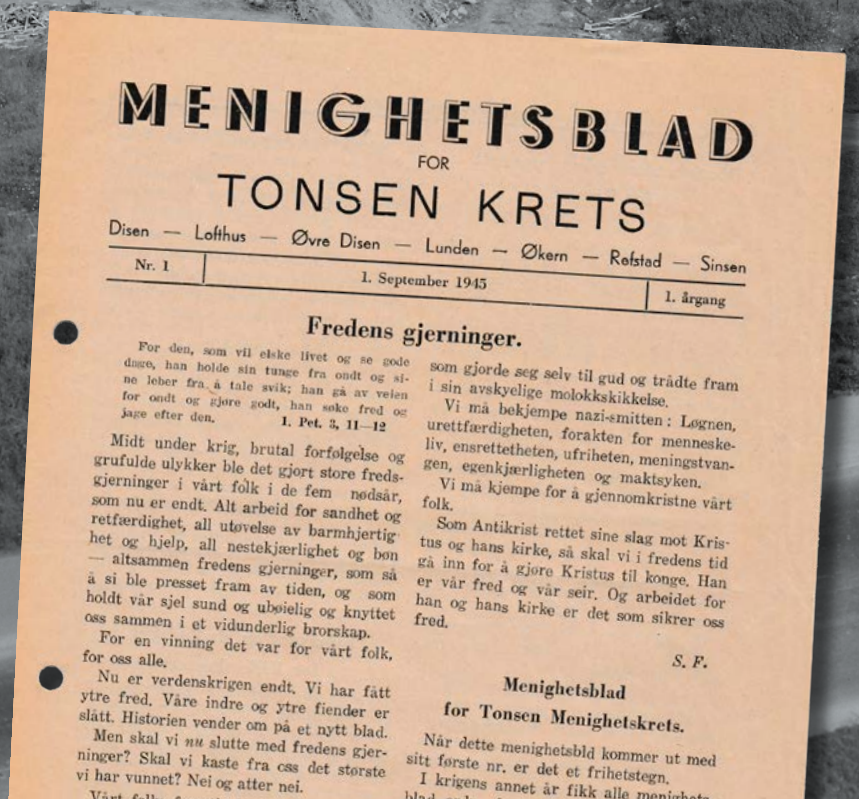 MENIGHETSBLAD
FOR
TONSEN KRETS
Disen — Lofthus — Øvre Disen — Lunden — Økern — Refstad — Sinsen
Nr. 1
1. September 1945
1. årgang
Fredens gjerninger.
For den, som vil elske livet og se gode
dage, han holde sin tunge fra ondt og si-
ne leber fra å tale svik; han gå av veien
for ondt og gjøre godt, han søke fred og
jage efter den. 1. Pet. 3, 11—12
Midt under krig, brutal forfølgelse og
grufulde ulykker ble det gjort store freds-
gjerninger i vårt folk i de fem nødsår,
som nu er endt. Alt arbeid for sandhet og
retfærdighet, all utøvelse av barmhjertig-
het og hjelp, all nestekjærlighet og bøn
— altsammen fredens gjerninger, som så
å si ble presset fram av tiden, og som
holdt vår sjel sund og ubøielig og knyttet
oss sammen i et vidunderlig brorskap.
For en vinning det var for vårt folk,
for oss alle.
Nu er verdenskrigen endt. Vi har fått
ytre fred. Våre indre og ytre fiender er
slått. Historien vender om på et nytt blad.
Men skal vi nu slutte med fredens gjer-
ninger? Skal vi kaste fra oss det største
vi har vunnet? Nei og atter nei.
Vårt
som gjorde seg selv til gud og trådte fram
i sin avskyelige molokkskikkelse.
Vi må bekjempe nazi-smitten: Løgnen,
urettfærdigheten, forakten for menneske-
liv, ensrettetheten, ufriheten, meningstvan-
gen, egenkjærligheten og maktsyken.
Vi må kjempe for å gjennomkristne vårt
folk.
Som Antikrist rettet sine slag mot Kris-
tus og hans kirke, så skal vi i fredens tid
gå inn for å gjøre Kristus til konge. Han
er vår fred og vår seir. Og arbeidet for
han og hans kirke er det som sikrer oss
fred.
S. F.
Menighetsblad
for Tonsen Menighetskrets.
Når dette menighetsbld kommer ut med
sitt første nr. er det et frihetstegn.
I krigens annet år fikk alle menighets-